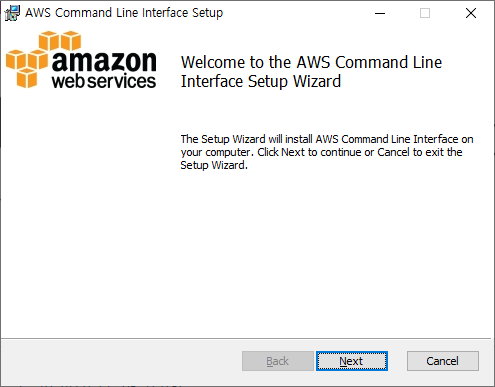 AWS Command Line Interface Setup
amazon
web services
Welcome to the AWS Command Line
Interface Setup Wizard
The Setup Wizard will install AWS Command Line Interface on
your computer. Click Next to continue or Cancel to exit the
Setup Wizard.
Back Next Cancel